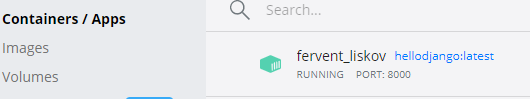 Containers / Apps
Images
Volumes
Search...
fervent_liskov hellodjango:latest
RUNNING PORT: 8000